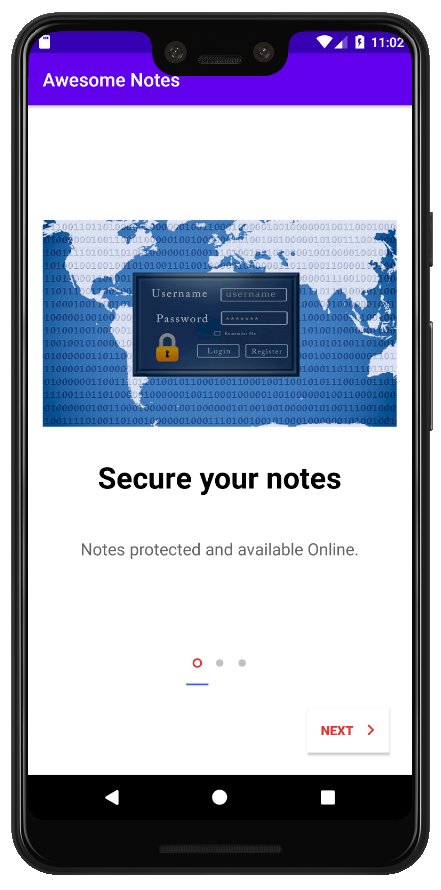 11:02
Awesome Notes
Username username
Password *******
Remember Me
Login Register
Secure your notes
Notes protected and available Online.
NEXT